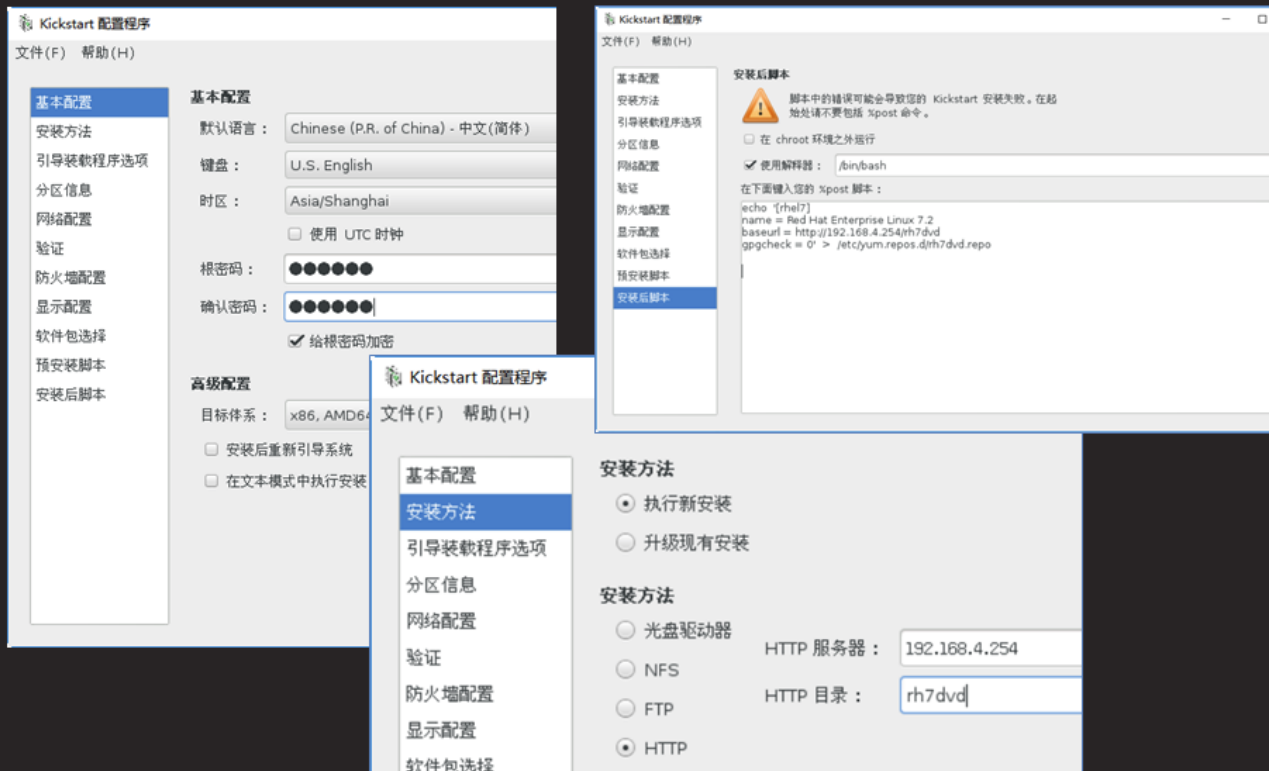 Kickstart 配置程序
文件(F) 帮助(H)
基本配置
安装方法
引导装载程序选项
分区信息
网络配置
验证
防火墙配置
显示配置
软件包选择
预安装脚本
安装后脚本
基本配置
默认语言： Chinese (P.R. of China) - 中文(简体)
键盘： U.S. English
时区： Asia/Shanghai
使用 UTC 时钟
根密码： ●●●●●●
确认密码： ●●●●●●
给根密码加密
高级配置
目标体系： x86, AMD64
安装后重新引导系统
在文本模式中执行安装
Kickstart 配置程序
文件(F) 帮助(H)
基本配置
安装方法
引导装载程序选项
分区信息
网络配置
验证
防火墙配置
显示配置
软件包选择
预安装脚本
安装后脚本
安装后脚本
脚本中的错误可能会导致您的 Kickstart 安装失败。在起
始处请不要包括 %post 命令。
在 chroot 环境之外运行
使用解释器： /bin/bash
在下面键入您的 %post 脚本：
echo '[rhel7]
name = Red Hat Enterprise Linux 7.2
baseurl = http://192.168.4.254/rh7dvd
gpgcheck = 0' > /etc/yum.repos.d/rh7dvd.repo
Kickstart 配置程序
文件(F) 帮助(H)
基本配置
安装方法
引导装载程序选项
分区信息
网络配置
验证
防火墙配置
显示配置
软件包选择
安装方法
执行新安装
升级现有安装
安装方法
光盘驱动器
NFS
FTP
HTTP
HTTP 服务器： 192.168.4.254
HTTP 目录： rh7dvd